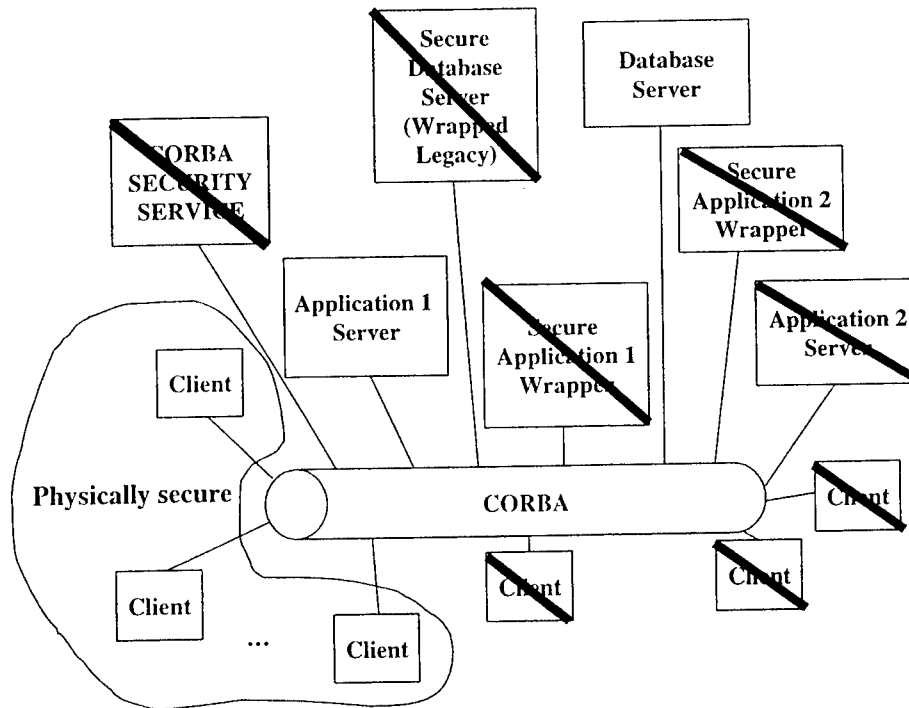 Secure
Database
Server
(Wrapped
Legacy)
Database
Server
CORBA
SECURITY
SERVICE
Secure
Application 2
Wrapper
Application 1
Server
Secure
Application 1
Wrapper
Application 2
Server
Client
Physically secure
CORBA
Client
Client
...
Client
Client
Client